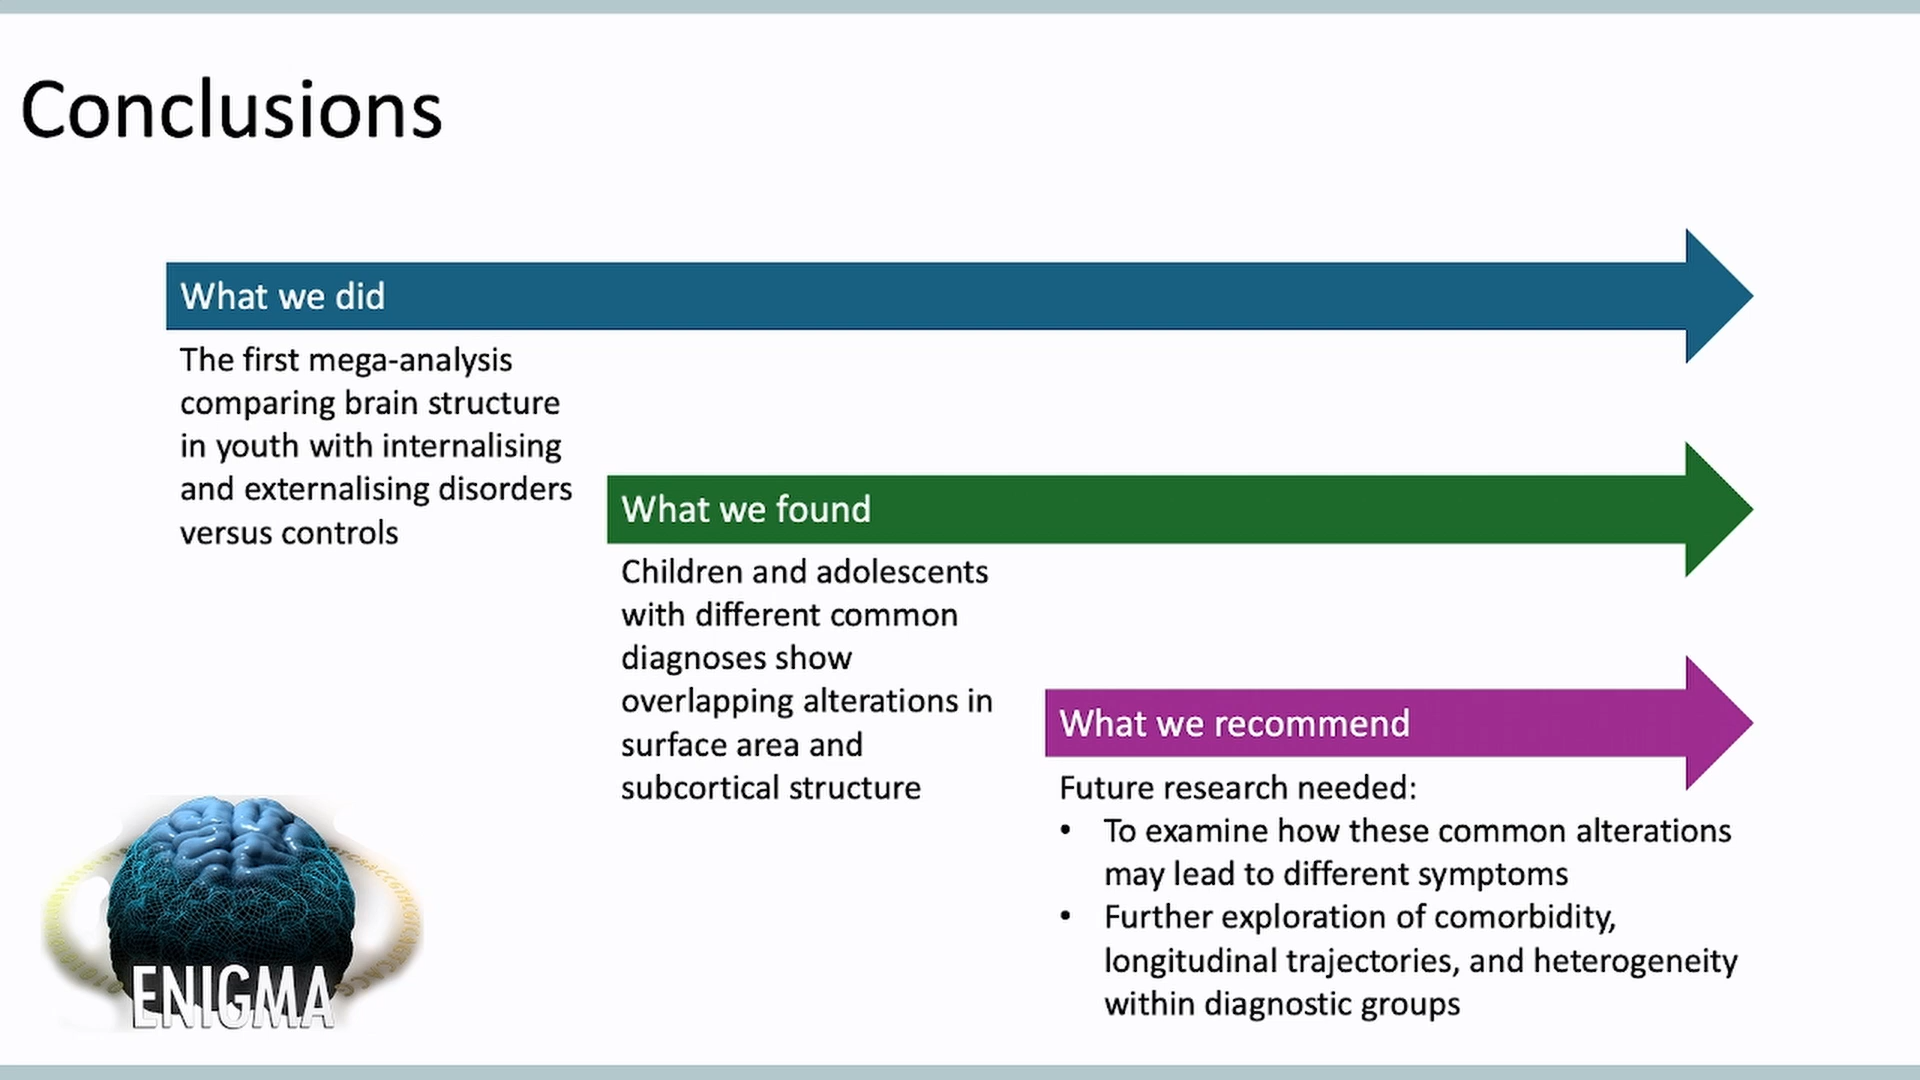 Conclusions
What we did
The first mega-analysis
comparing brain structure
in youth with internalising
and externalising disorders
versus controls
What we found
Children and adolescents
with different common
diagnoses show
overlapping alterations in
surface area and
subcortical structure
What we recommend
Future research needed:
• To examine how these common alterations
may lead to different symptoms
• Further exploration of comorbidity,
longitudinal trajectories, and heterogeneity
within diagnostic groups
ENIGMA